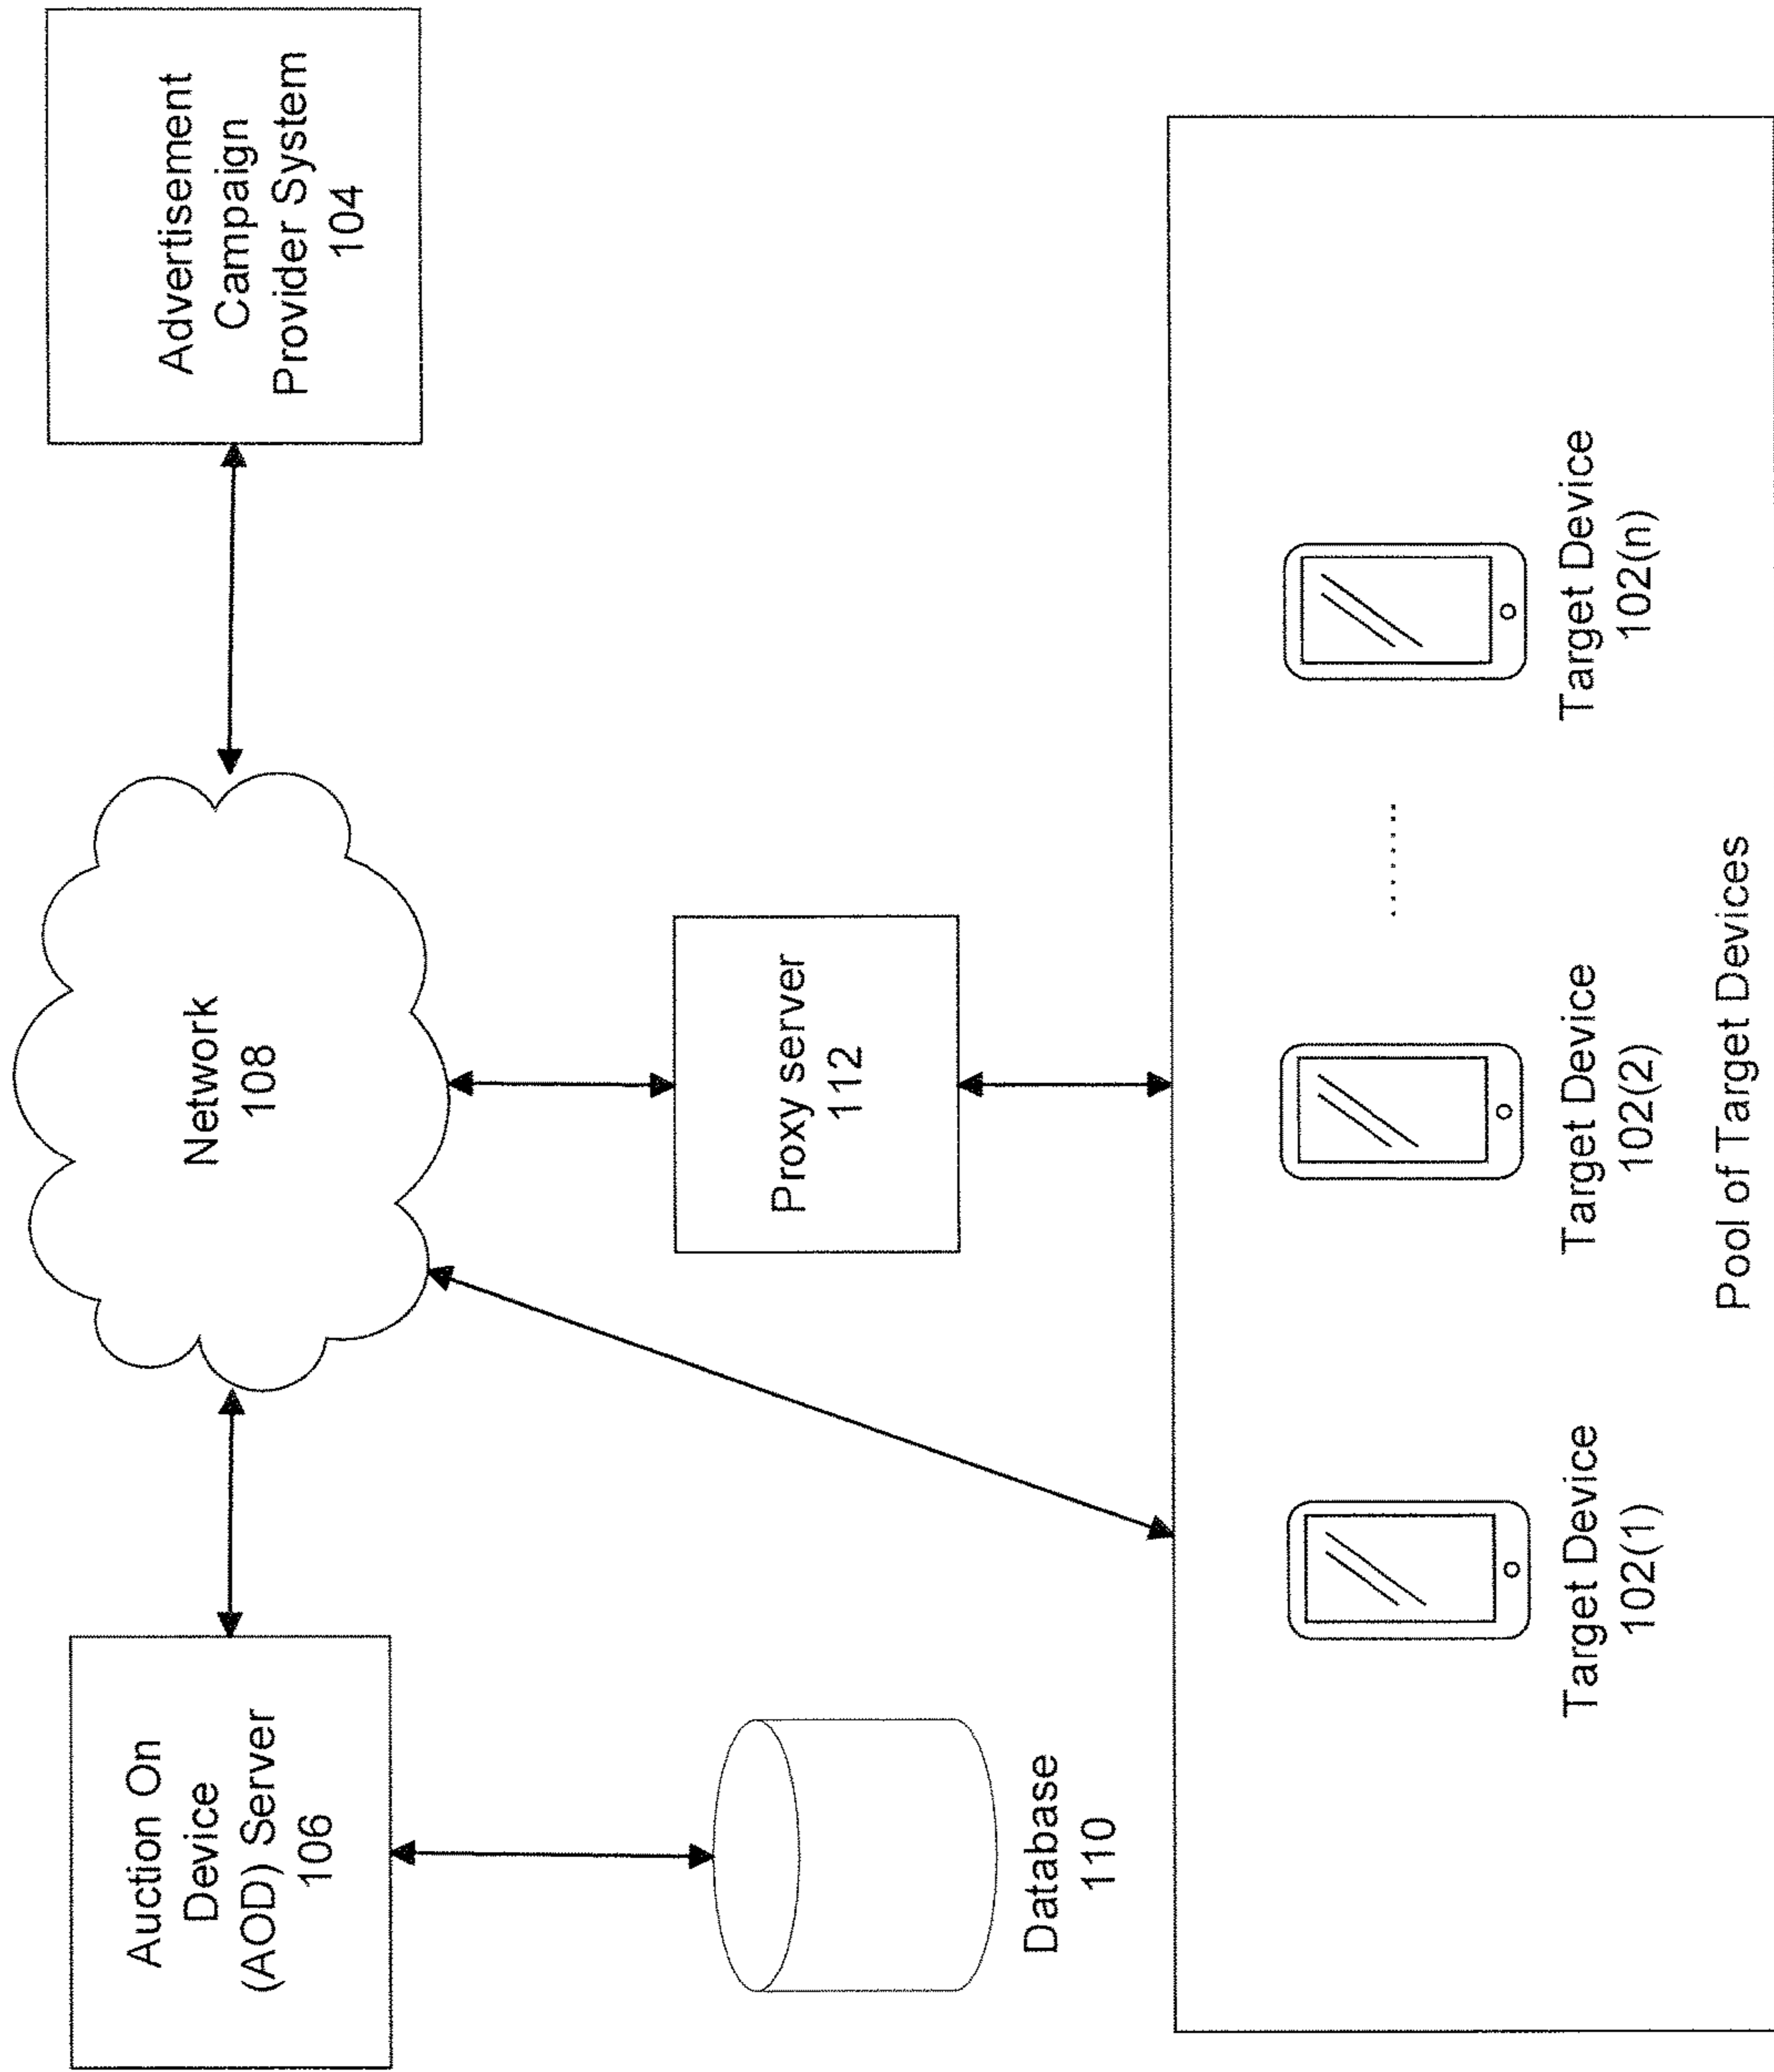 Auction On
Device
(AOD) Server
106
Network
108
Advertisement
Campaign
Provider System
104
Database
110
Proxy server
112
Target Device
102(1)
Target Device
102(2)
.......
Target Device
102(n)
Pool of Target Devices